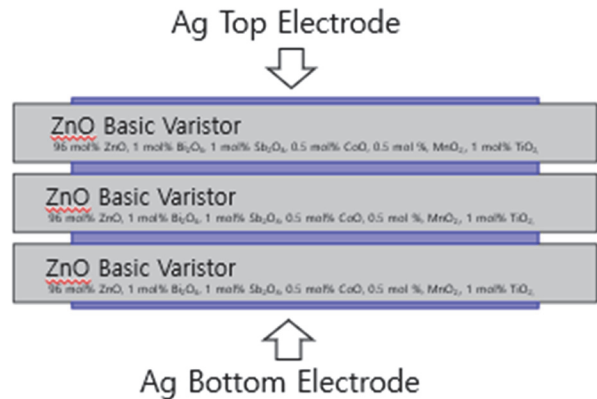 Ag Top Electrode
ZnO Basic Varistor
96 mol% ZnO, 1 mol% Bi₂O₃, 1 mol% Sb₂O₃, 0.5 mol% CoO, 0.5 mol %, MnO₂, 1 mol% TiO₂,
ZnO Basic Varistor
96 mol% ZnO, 1 mol% Bi₂O₃, 1 mol% Sb₂O₃, 0.5 mol% CoO, 0.5 mol %, MnO₂, 1 mol% TiO₂,
ZnO Basic Varistor
96 mol% ZnO, 1 mol% Bi₂O₃, 1 mol% Sb₂O₃, 0.5 mol% CoO, 0.5 mol %, MnO₂, 1 mol% TiO₂,
Ag Bottom Electrode